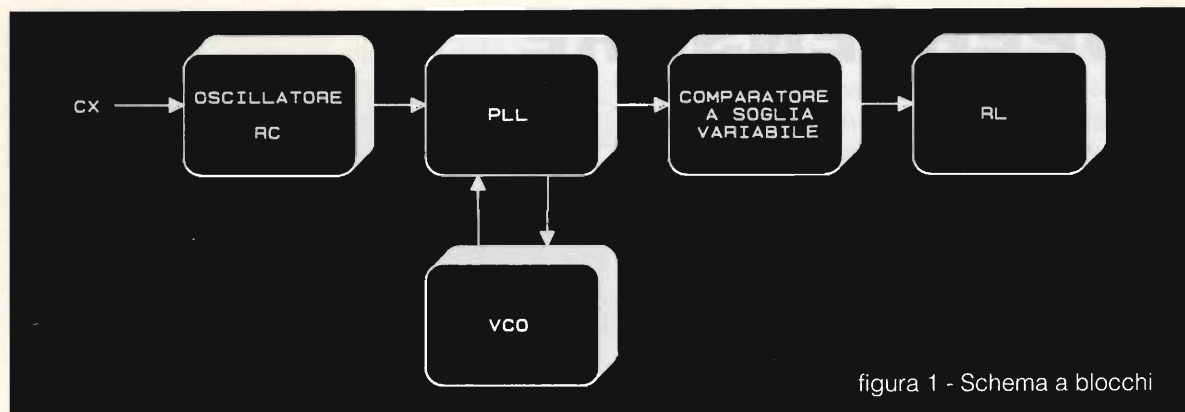 CX
OSCILLATORE
RC
PLL
COMPARATORE
A SOGLIA
VARIABILE
RL
VCO
figura 1 - Schema a blocchi